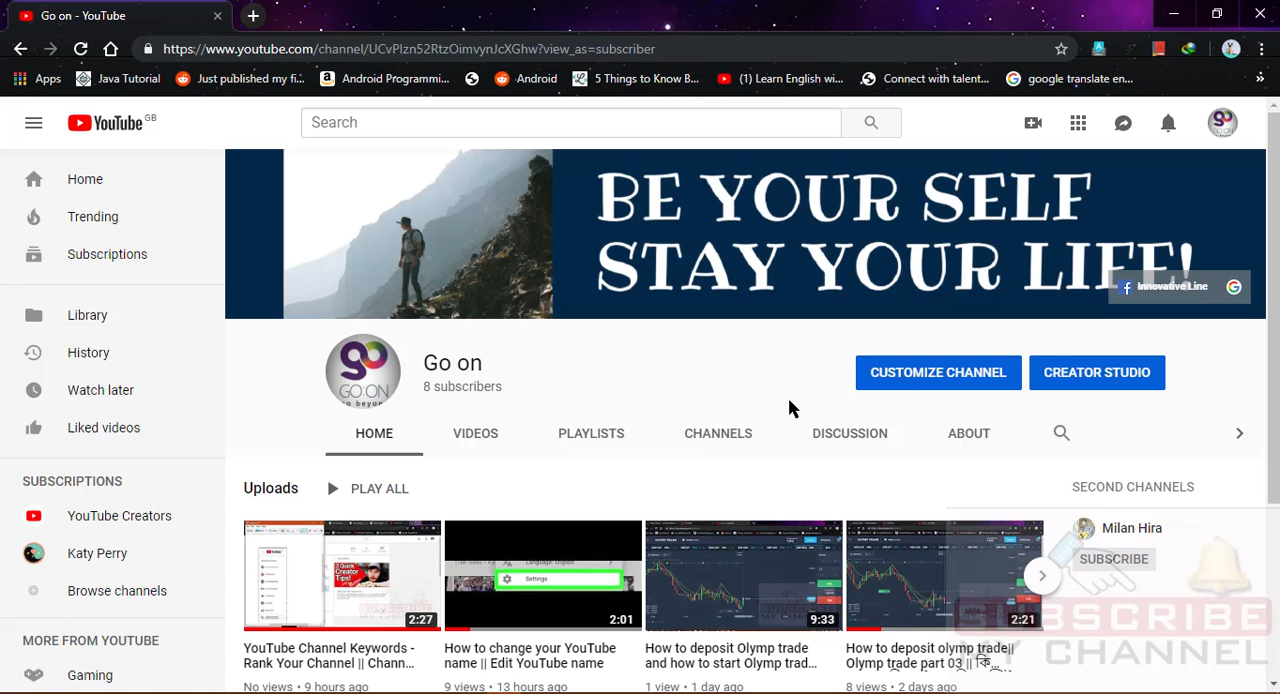 Go on - YouTube
https://www.youtube.com/channel/UCvPlzn52RtzOimvynJcXGhw?view_as=subscriber
Apps Java Tutorial Just published my fi... Android Programmi... Android 5 Things to Know B... (1) Learn English wi... Connect with talent... google translate en... »
YouTube GB
Search
Home
Trending
Subscriptions
Library
History
Watch later
Liked videos
SUBSCRIPTIONS
YouTube Creators
Katy Perry
Browse channels
MORE FROM YOUTUBE
Gaming
BE YOUR SELF
STAY YOUR LIFE!
Innovative Line
go
GO ON
go beyon
Go on
8 subscribers
CUSTOMIZE CHANNEL CREATOR STUDIO
HOME VIDEOS PLAYLISTS CHANNELS DISCUSSION ABOUT
Uploads PLAY ALL
SECOND CHANNELS
Milan Hira
SUBSCRIBE
Settings
2:27 2:01 9:33 2:21
YouTube Channel Keywords -
Rank Your Channel || Chann...
No views • 9 hours ago
How to change your YouTube
name || Edit YouTube name
9 views • 13 hours ago
How to deposit Olymp trade
and how to start Olymp trad...
1 view • 1 day ago
How to deposit olymp trade||
Olymp trade part 03 || কি...
8 views • 2 days ago
SUBSCRIBE
MY CHANNEL